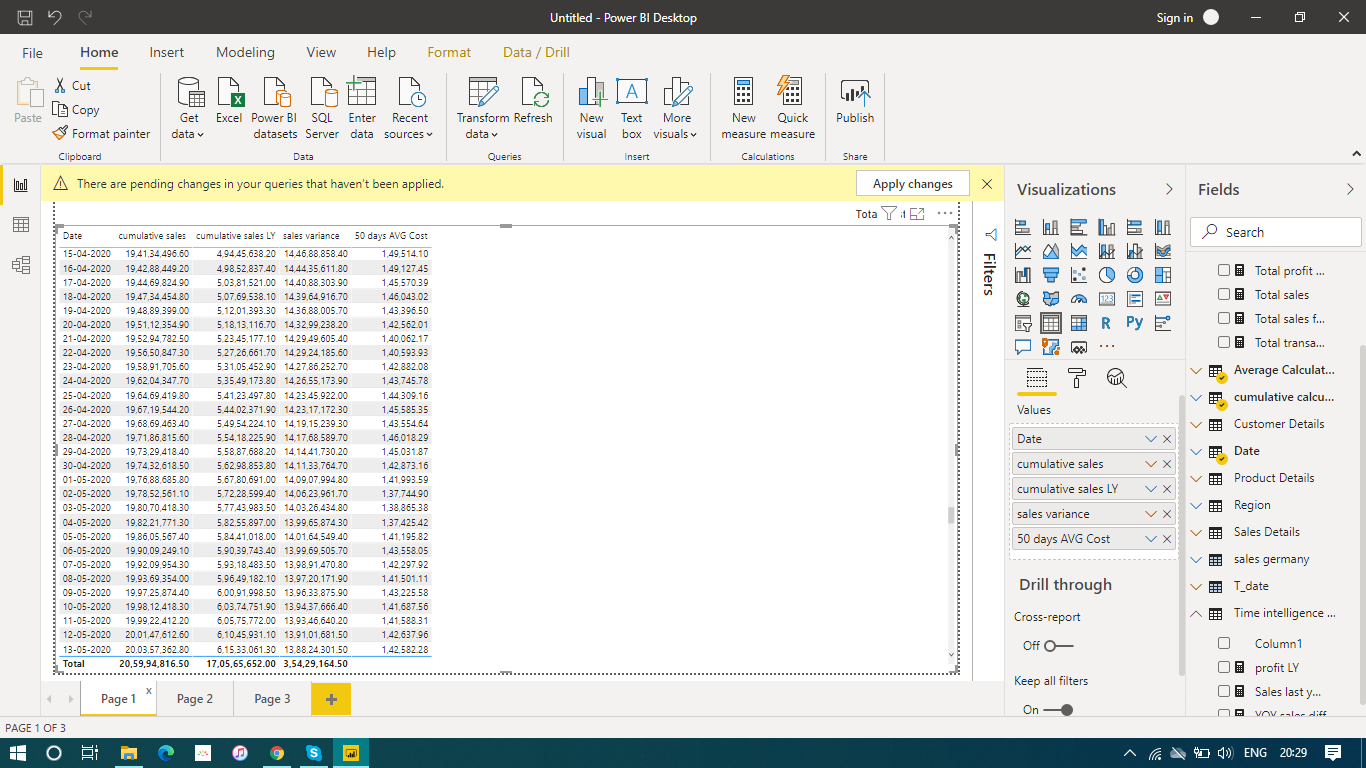 Untitled - Power BI Desktop
Sign in
File Home Insert Modeling View Help Format Data / Drill
Paste
Cut
Copy
Format painter
Clipboard
Get data
Excel
Power BI datasets
SQL Server
Enter data
Recent sources
Data
Transform data
Refresh
Queries
New visual
Text box
More visuals
Insert
New measure
Quick measure
Calculations
Publish
Share
There are pending changes in your queries that haven't been applied.
Apply changes
Tota
Date cumulative sales cumulative sales LY sales variance 50 days AVG Cost
15-04-2020 19,41,34,496.60 4,94,45,638.20 14,46,88,858.40 1,49,514.10
16-04-2020 19,42,88,449.20 4,98,52,837.40 14,44,35,611.80 1,49,127.45
17-04-2020 19,44,69,824.90 5,03,81,521.00 14,40,88,303.90 1,45,570.39
18-04-2020 19,47,34,454.80 5,07,69,538.10 14,39,64,916.70 1,46,043.02
19-04-2020 19,48,89,399.00 5,12,01,393.30 14,36,88,005.70 1,43,396.50
20-04-2020 19,51,12,354.90 5,18,13,116.70 14,32,99,238.20 1,42,562.01
21-04-2020 19,52,94,782.50 5,23,45,177.10 14,29,49,605.40 1,40,062.17
22-04-2020 19,56,50,847.30 5,27,26,661.70 14,29,24,185.60 1,40,593.93
23-04-2020 19,58,91,705.60 5,31,05,452.90 14,27,86,252.70 1,42,882.08
24-04-2020 19,62,04,347.70 5,35,49,173.80 14,26,55,173.90 1,43,745.78
25-04-2020 19,64,69,419.80 5,41,23,497.80 14,23,45,922.00 1,44,309.16
26-04-2020 19,67,19,544.20 5,44,02,371.90 14,23,17,172.30 1,45,585.35
27-04-2020 19,68,69,463.40 5,49,54,224.10 14,19,15,239.30 1,43,554.64
28-04-2020 19,71,86,815.60 5,54,18,225.90 14,17,68,589.70 1,46,018.29
29-04-2020 19,73,29,418.40 5,58,87,688.20 14,14,41,730.20 1,45,031.87
30-04-2020 19,74,32,618.50 5,62,98,853.80 14,11,33,764.70 1,42,873.16
01-05-2020 19,76,88,685.80 5,67,80,691.00 14,09,07,994.80 1,41,993.59
02-05-2020 19,78,52,561.10 5,72,28,599.40 14,06,23,961.70 1,37,744.90
03-05-2020 19,80,70,418.30 5,77,43,983.50 14,03,26,434.80 1,38,865.38
04-05-2020 19,82,21,771.30 5,82,55,897.00 13,99,65,874.30 1,37,425.42
05-05-2020 19,86,05,567.40 5,84,41,018.00 14,01,64,549.40 1,41,195.82
06-05-2020 19,90,09,249.10 5,90,39,743.40 13,99,69,505.70 1,43,558.05
07-05-2020 19,92,09,954.30 5,93,18,483.50 13,98,91,470.80 1,42,297.92
08-05-2020 19,93,69,354.00 5,96,49,182.10 13,97,20,171.90 1,41,501.11
09-05-2020 19,97,25,874.40 6,00,91,998.50 13,96,33,875.90 1,43,225.58
10-05-2020 19,98,12,418.30 6,03,74,751.90 13,94,37,666.40 1,41,687.56
11-05-2020 19,99,22,412.20 6,05,75,772.00 13,93,46,640.20 1,41,588.31
12-05-2020 20,01,47,612.60 6,10,45,931.10 13,91,01,681.50 1,42,637.96
13-05-2020 20,03,57,362.80 6,15,33,061.30 13,88,24,301.50 1,42,582.28
Total 20,59,94,816.50 17,05,65,652.00 3,54,29,164.50
Filters
Visualizations
Values
Date
cumulative sales
cumulative sales LY
sales variance
50 days AVG Cost
Drill through
Cross-report
Off
Keep all filters
On
Fields
Search
Total profit ...
Total sales
Total sales f...
Total transa...
Average Calculat...
cumulative calcu...
Customer Details
Date
Product Details
Region
Sales Details
sales germany
T_date
Time intelligence ...
Column1
profit LY
Sales last y...
YOY sales diff
Page 1 x Page 2 Page 3 +
PAGE 1 OF 3
ENG 20:29